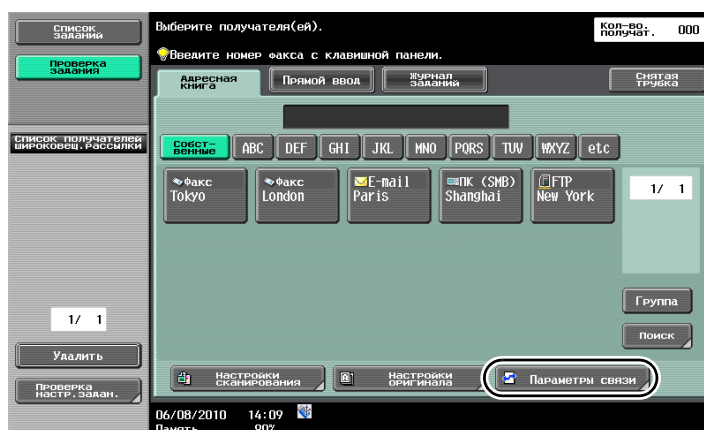 Список
заданий
Проверка
задания
Список получателей
широковещ.рассылки
1/ 1
Удалить
Проверка
настр.задан.
Выберите получателя(ей).
Введите номер факса с клавишной панели.
Кол-во.
получат. 000
Адресная
книга
Прямой ввод
Журнал
заданий
Снятая
трубка
Собст-
венные
ABC
DEF
GHI
JKL
MNO
PQRS
TUV
WXYZ
etc
Факс
Tokyo
Факс
London
E-mail
Paris
ПК (SMB)
Shanghai
FTP
New York
1/ 1
Группа
Поиск
Настройки
сканирования
Настройки
оригинала
Параметры связи
06/08/2010 14:09
Память 90%